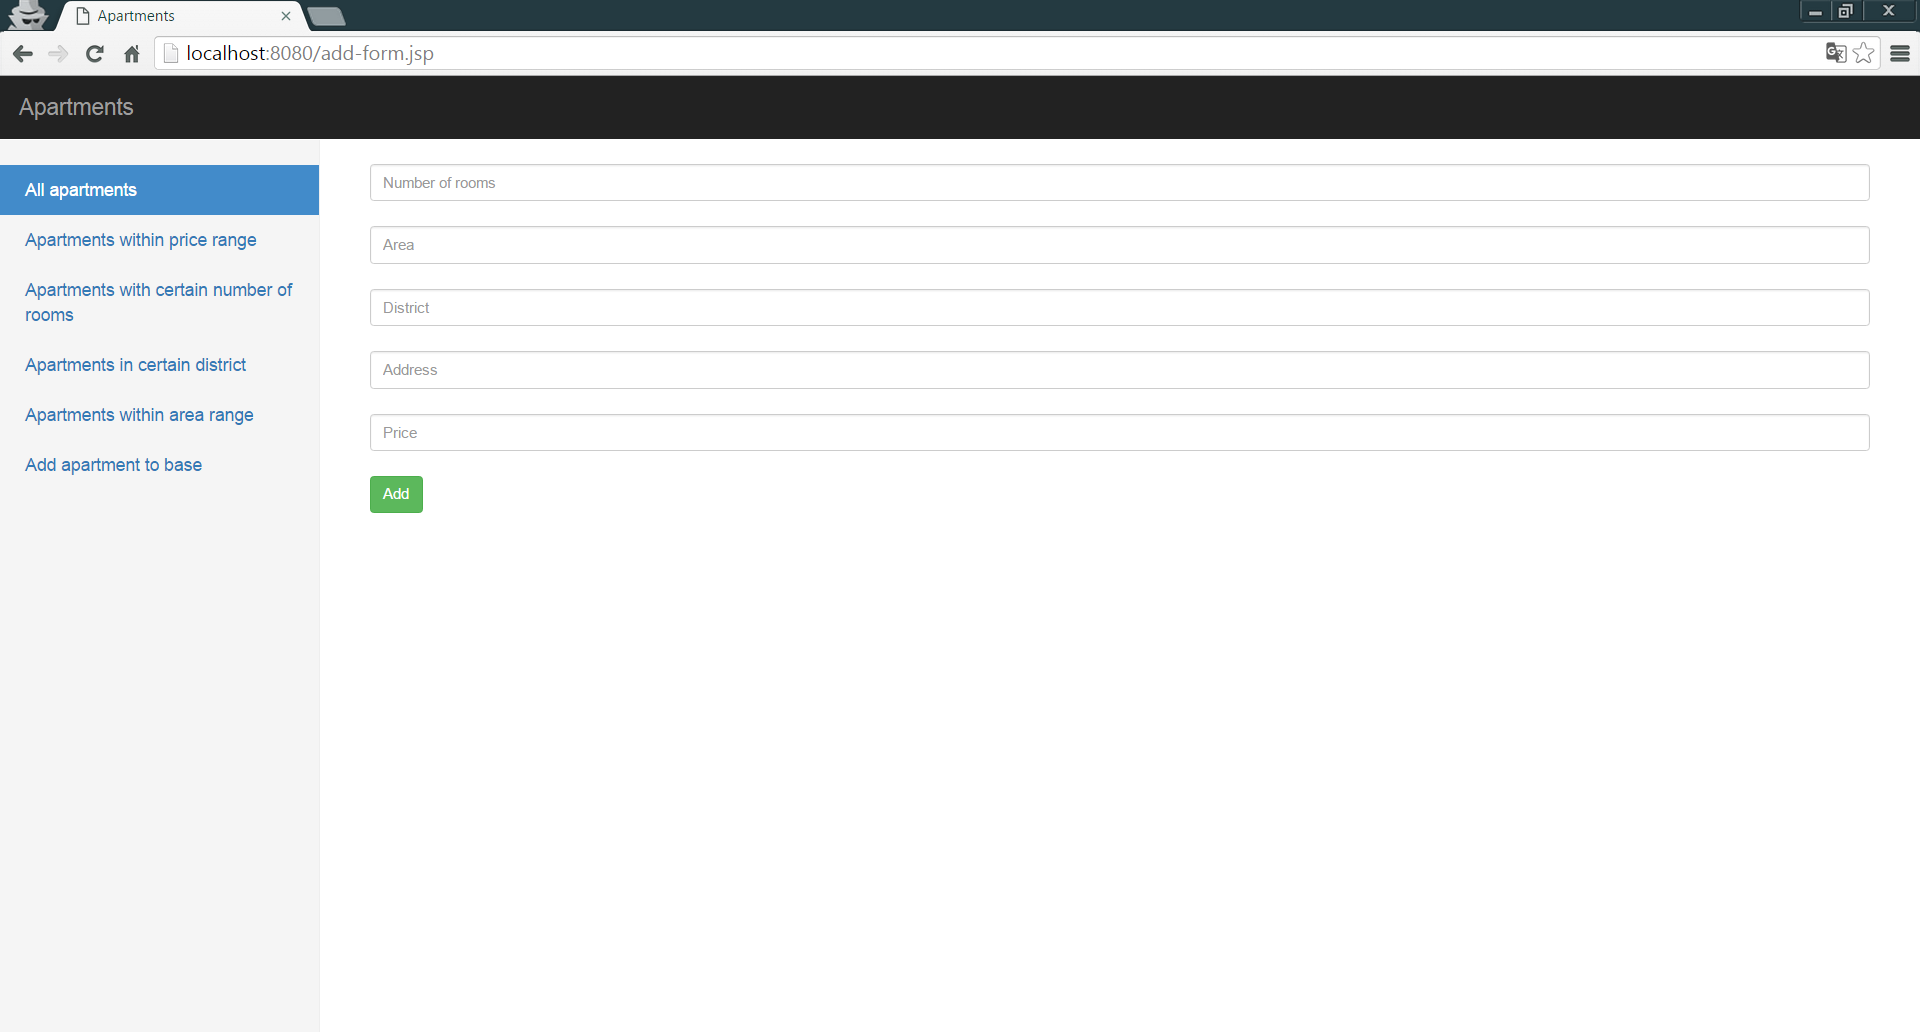 Apartments
localhost:8080/add-form.jsp
Apartments
All apartments
Apartments within price range
Apartments with certain number of
rooms
Apartments in certain district
Apartments within area range
Add apartment to base
Number of rooms
Area
District
Address
Price
Add